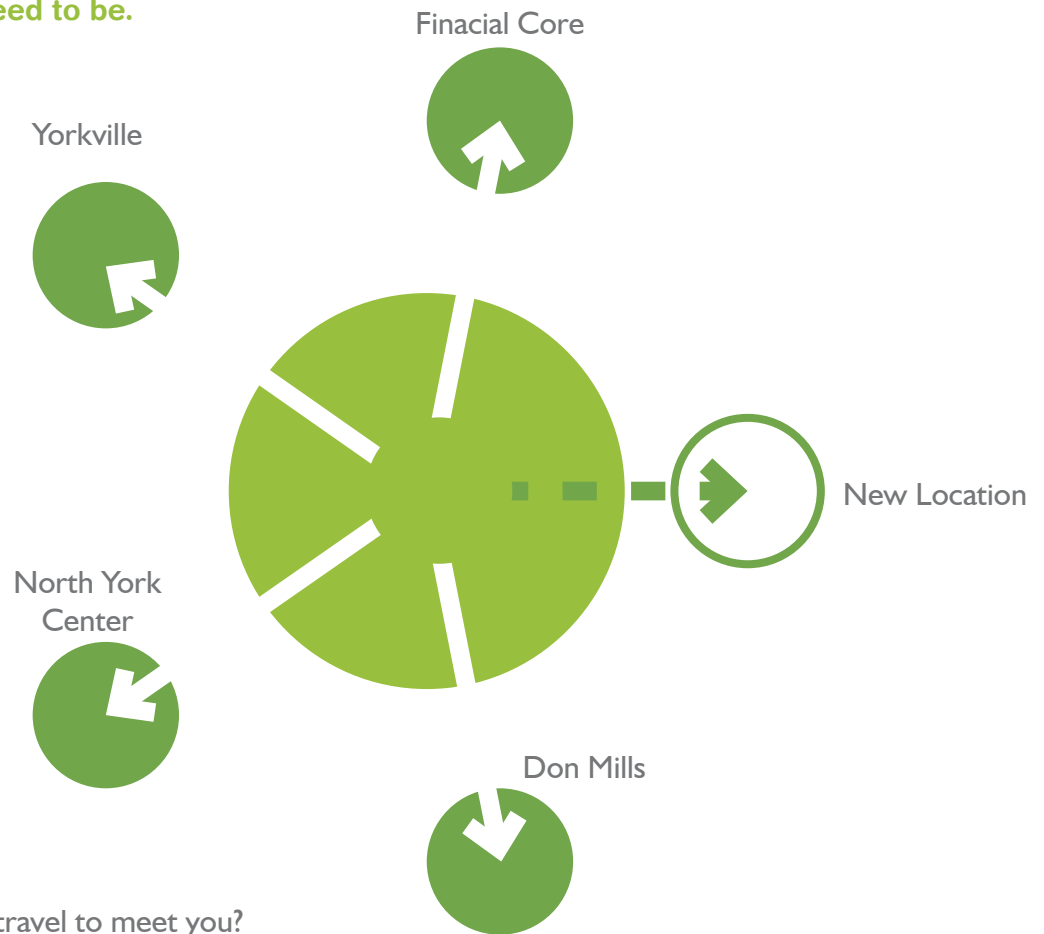 eed to be.
Finacial Core
Yorkville
New Location
North York
Center
Don Mills
travel to meet you?